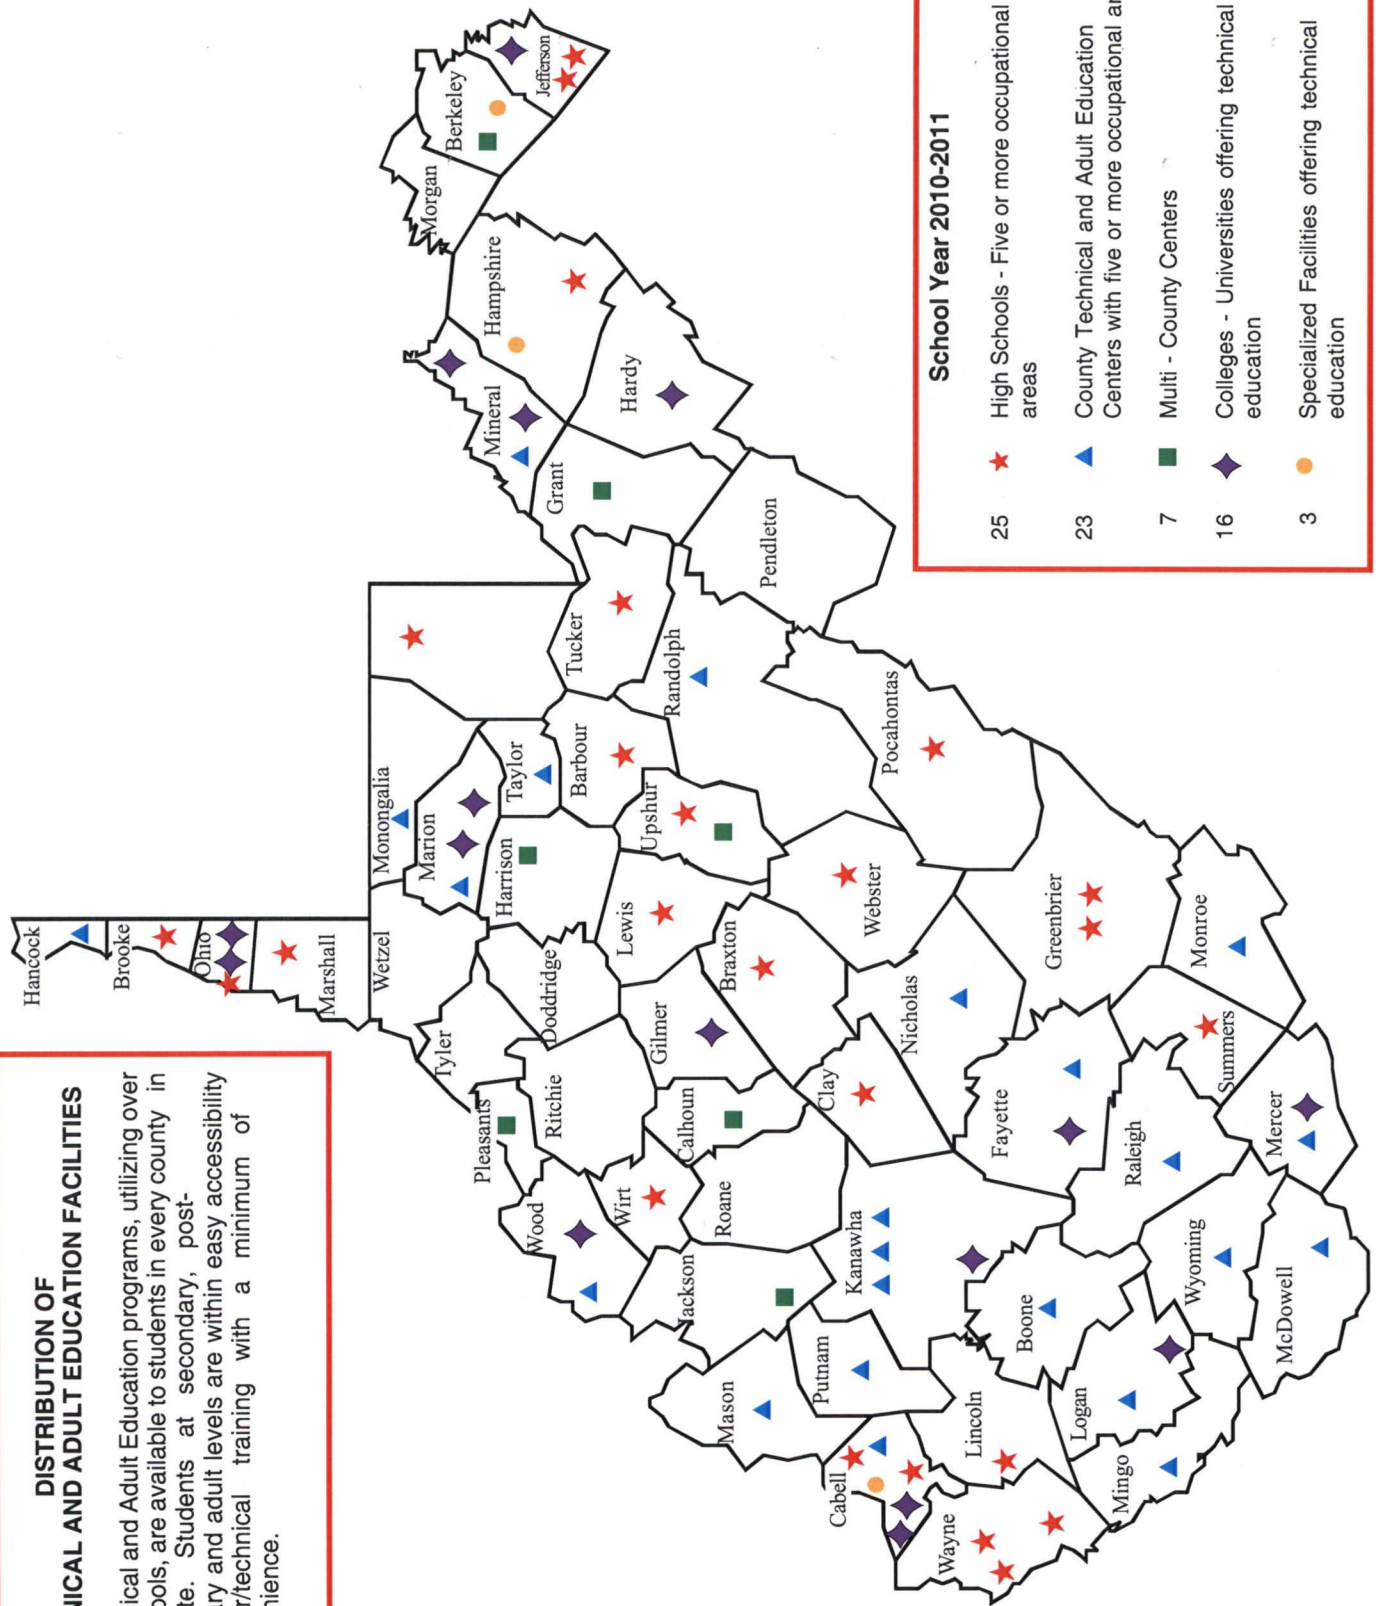 DISTRIBUTION OF
NICAL AND ADULT EDUCATION FACILITIES
ical and Adult Education programs, utilizing over
ools, are available to students in every county in
te. Students at secondary, post-
ary and adult levels are within easy accessibility
r/technical training with a minimum of
nience.
Hancock
Brooke
Ohio
Marshall
Wetzel
Monongalia
Marion
Tyler
Pleasants
Doddridge
Harrison
Taylor
Ritchie
Wood
Wirt
Barbour
Tucker
Grant
Mineral
Hampshire
Morgan
Berkeley
Jefferson
Hardy
Pendleton
Randolph
Upshur
Lewis
Gilmer
Calhoun
Roane
Jackson
Mason
Putnam
Kanawha
Clay
Braxton
Webster
Pocahontas
Nicholas
Greenbrier
Fayette
Monroe
Summers
Raleigh
Mercer
Wyoming
McDowell
Boone
Logan
Mingo
Lincoln
Cabell
Wayne
School Year 2010-2011
25 High Schools - Five or more occupational
areas
23 County Technical and Adult Education
Centers with five or more occupational ar
7 Multi - County Centers
16 Colleges - Universities offering technical
education
3 Specialized Facilities offering technical
education